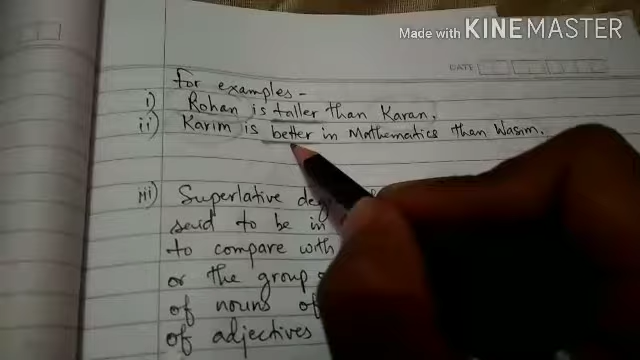 Made with KINEMASTER
DATE
For examples -
i) Rohan is taller than Karan.
ii) Karim is better in Mathematics than Wasim.
iii) Superlative
said to be in
to compare with
or the group
of nouns of
of adjectives